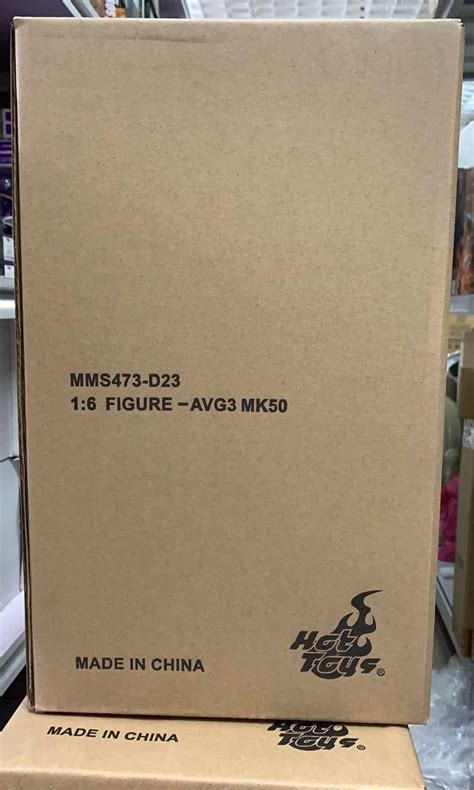 MMS473-D23
1:6 FIGURE –AVG3 MK50
MADE IN CHINA
Hot
Toys®
MADE IN CHINA
Hot
Toys®